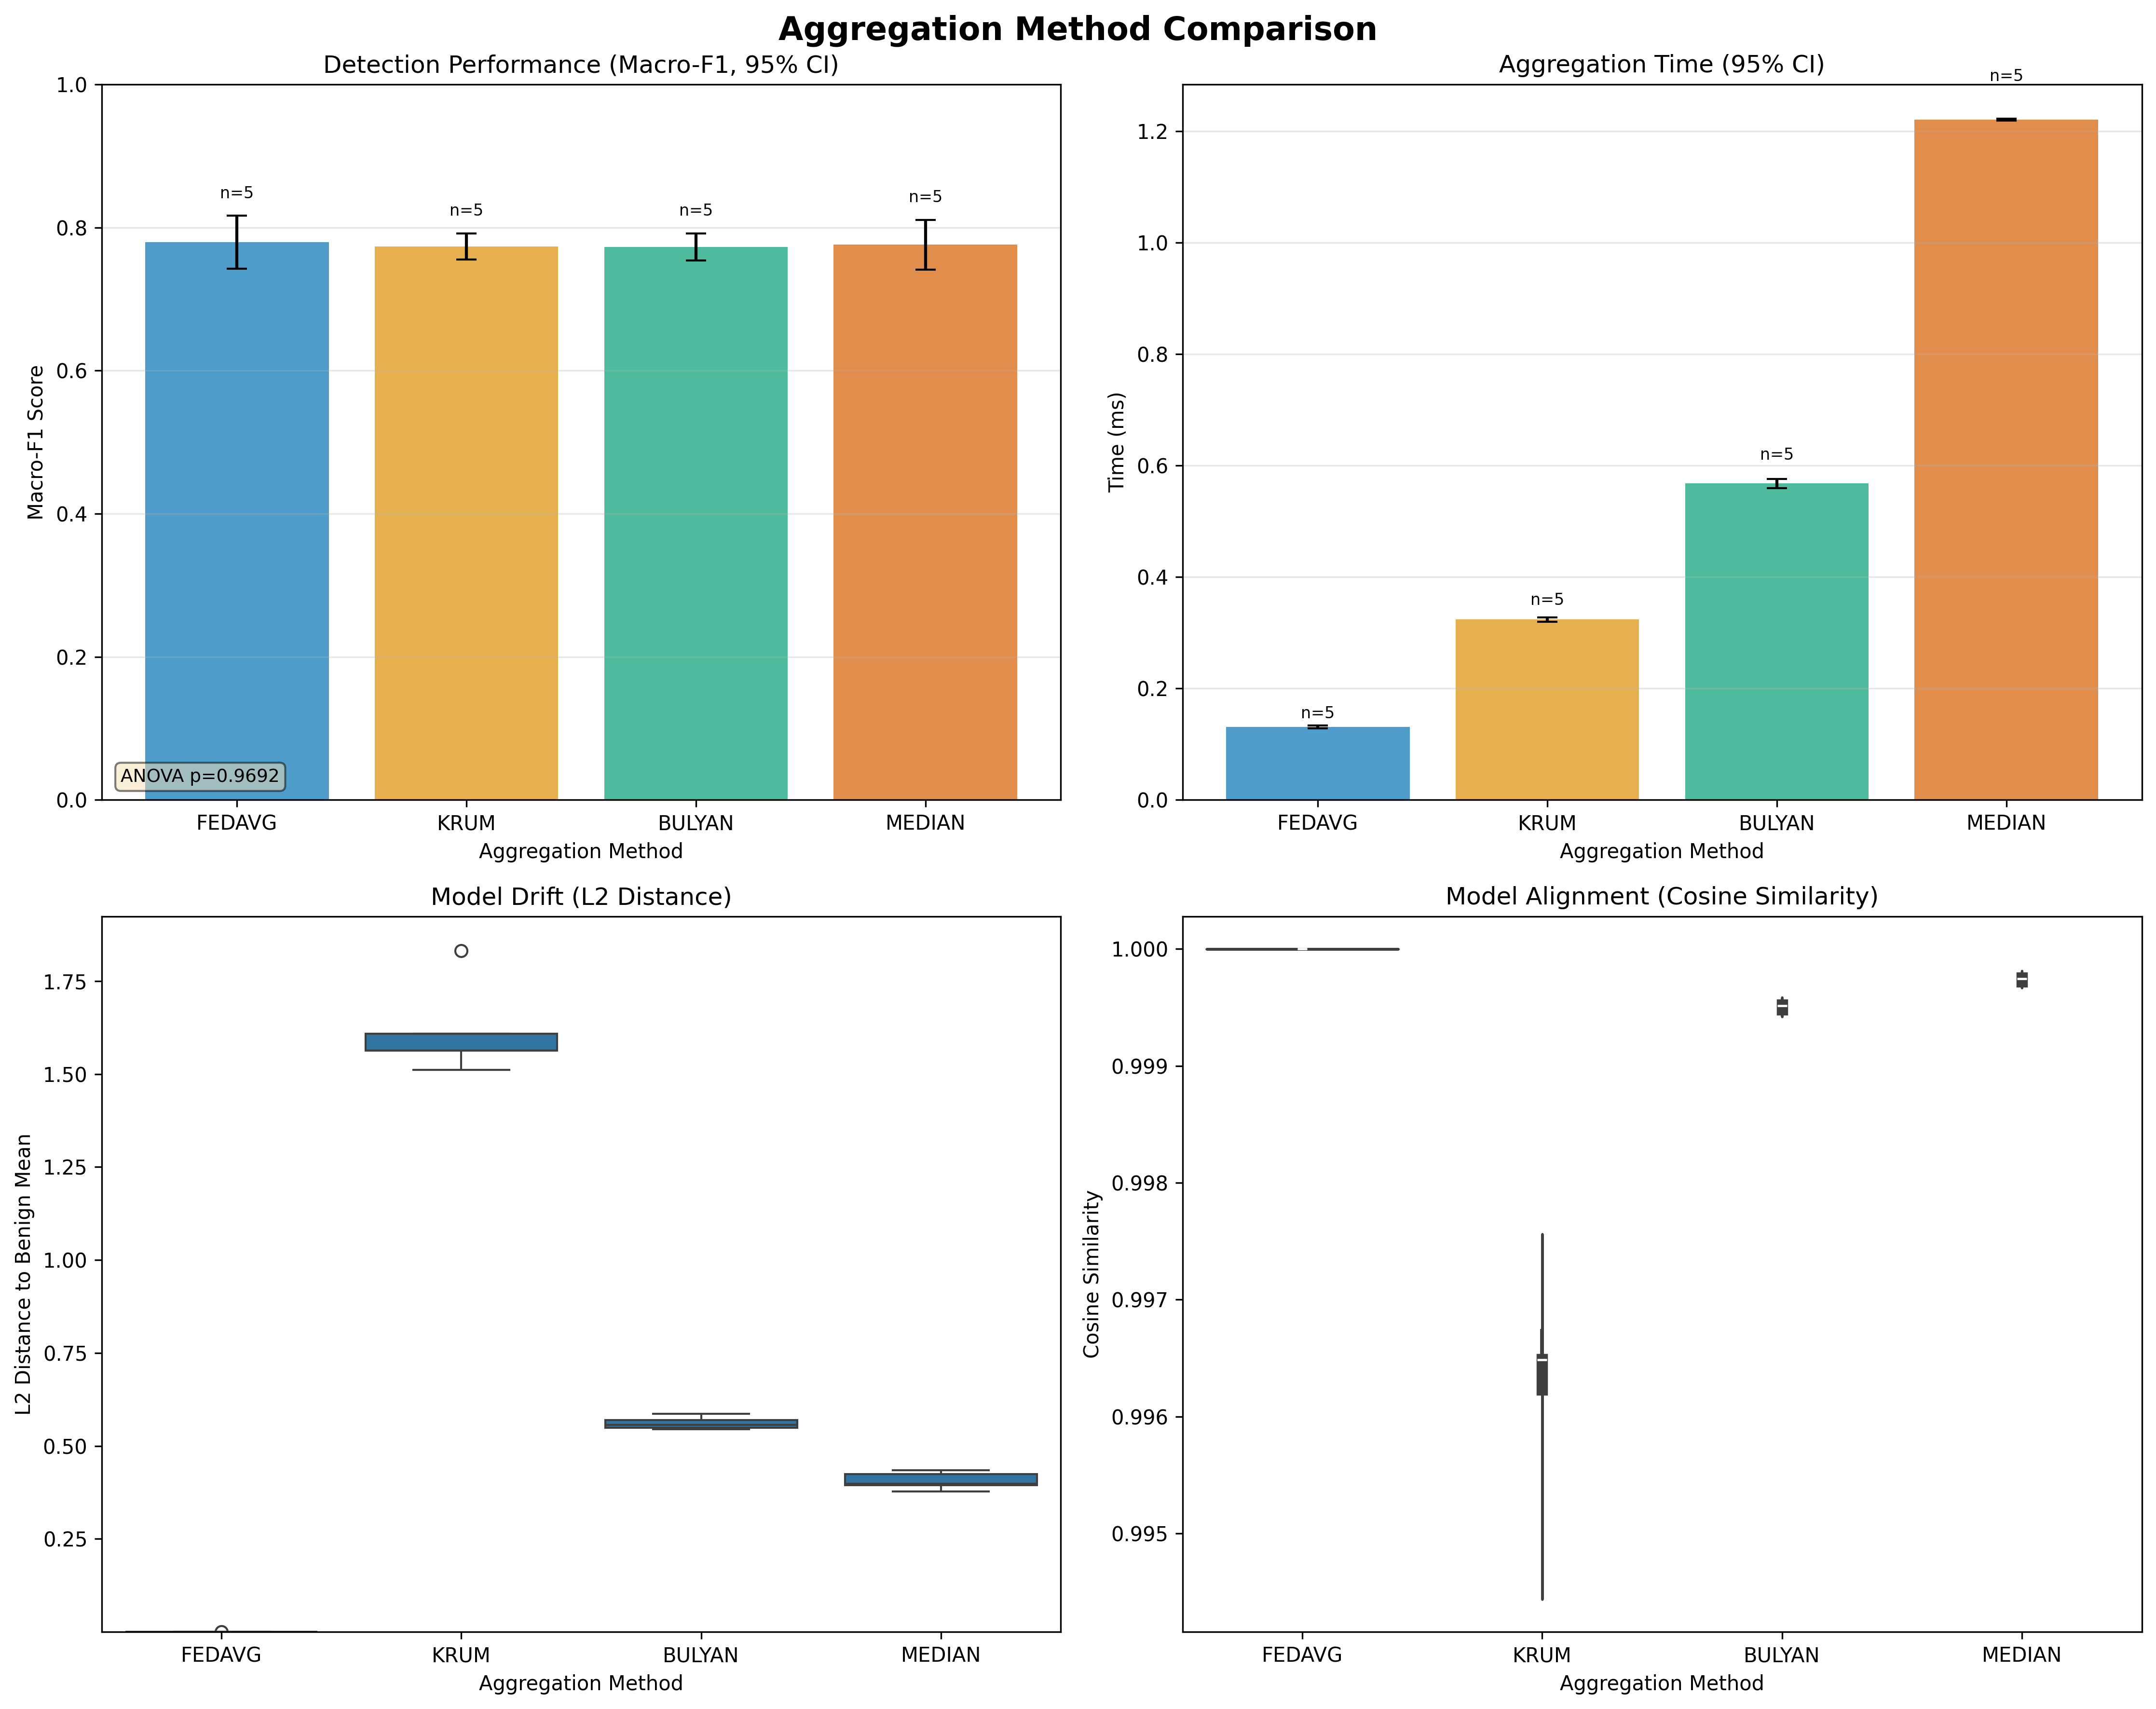 Aggregation Method Comparison
Detection Performance (Macro-F1, 95% CI)
Macro-F1 Score
1.0
0.8
0.6
0.4
0.2
0.0
n=5
n=5
n=5
n=5
ANOVA p=0.9692
FEDAVG KRUM BULYAN MEDIAN
Aggregation Method
Aggregation Time (95% CI)
Time (ms)
1.2
1.0
0.8
0.6
0.4
0.2
0.0
n=5
n=5
n=5
n=5
FEDAVG KRUM BULYAN MEDIAN
Aggregation Method
Model Drift (L2 Distance)
L2 Distance to Benign Mean
1.75
1.50
1.25
1.00
0.75
0.50
0.25
FEDAVG KRUM BULYAN MEDIAN
Aggregation Method
Model Alignment (Cosine Similarity)
Cosine Similarity
1.000
0.999
0.998
0.997
0.996
0.995
FEDAVG KRUM BULYAN MEDIAN
Aggregation Method